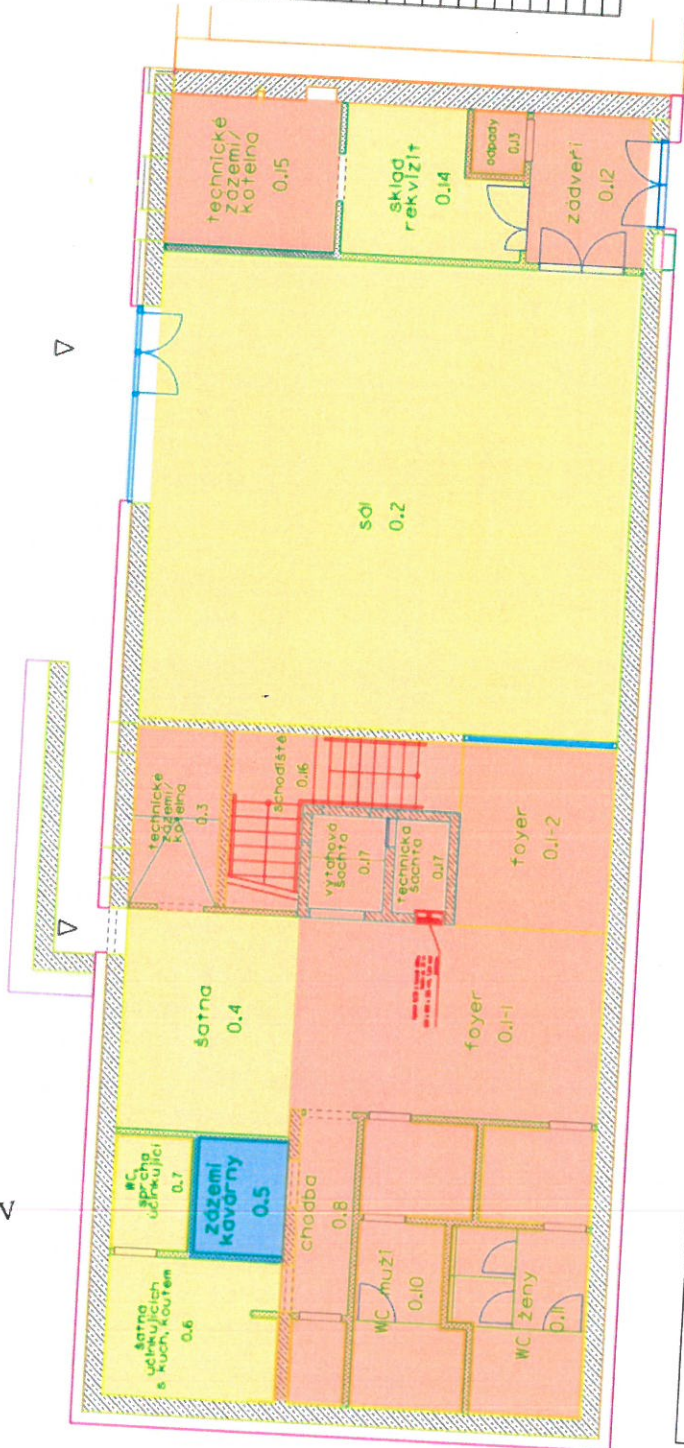 technické
zázemí/
kotelna
0.15
sklad
rekvizit
0.14
odpady
0.13
zádveří
0.12
sál
0.2
technické
zázemí/
kotelna
0.3
schodiště
0.16
výtahová
šachta
0.17
technická
šachta
0.17
foyer
0.1-2
šatna
0.4
foyer
0.1-1
WC
sprcha
účinkující
0.7
zázemí
kavárny
0.5
chodba
0.8
šatna
účinkujících
s kuch. koutem
0.6
WC muži
0.10
WC ženy
0.11